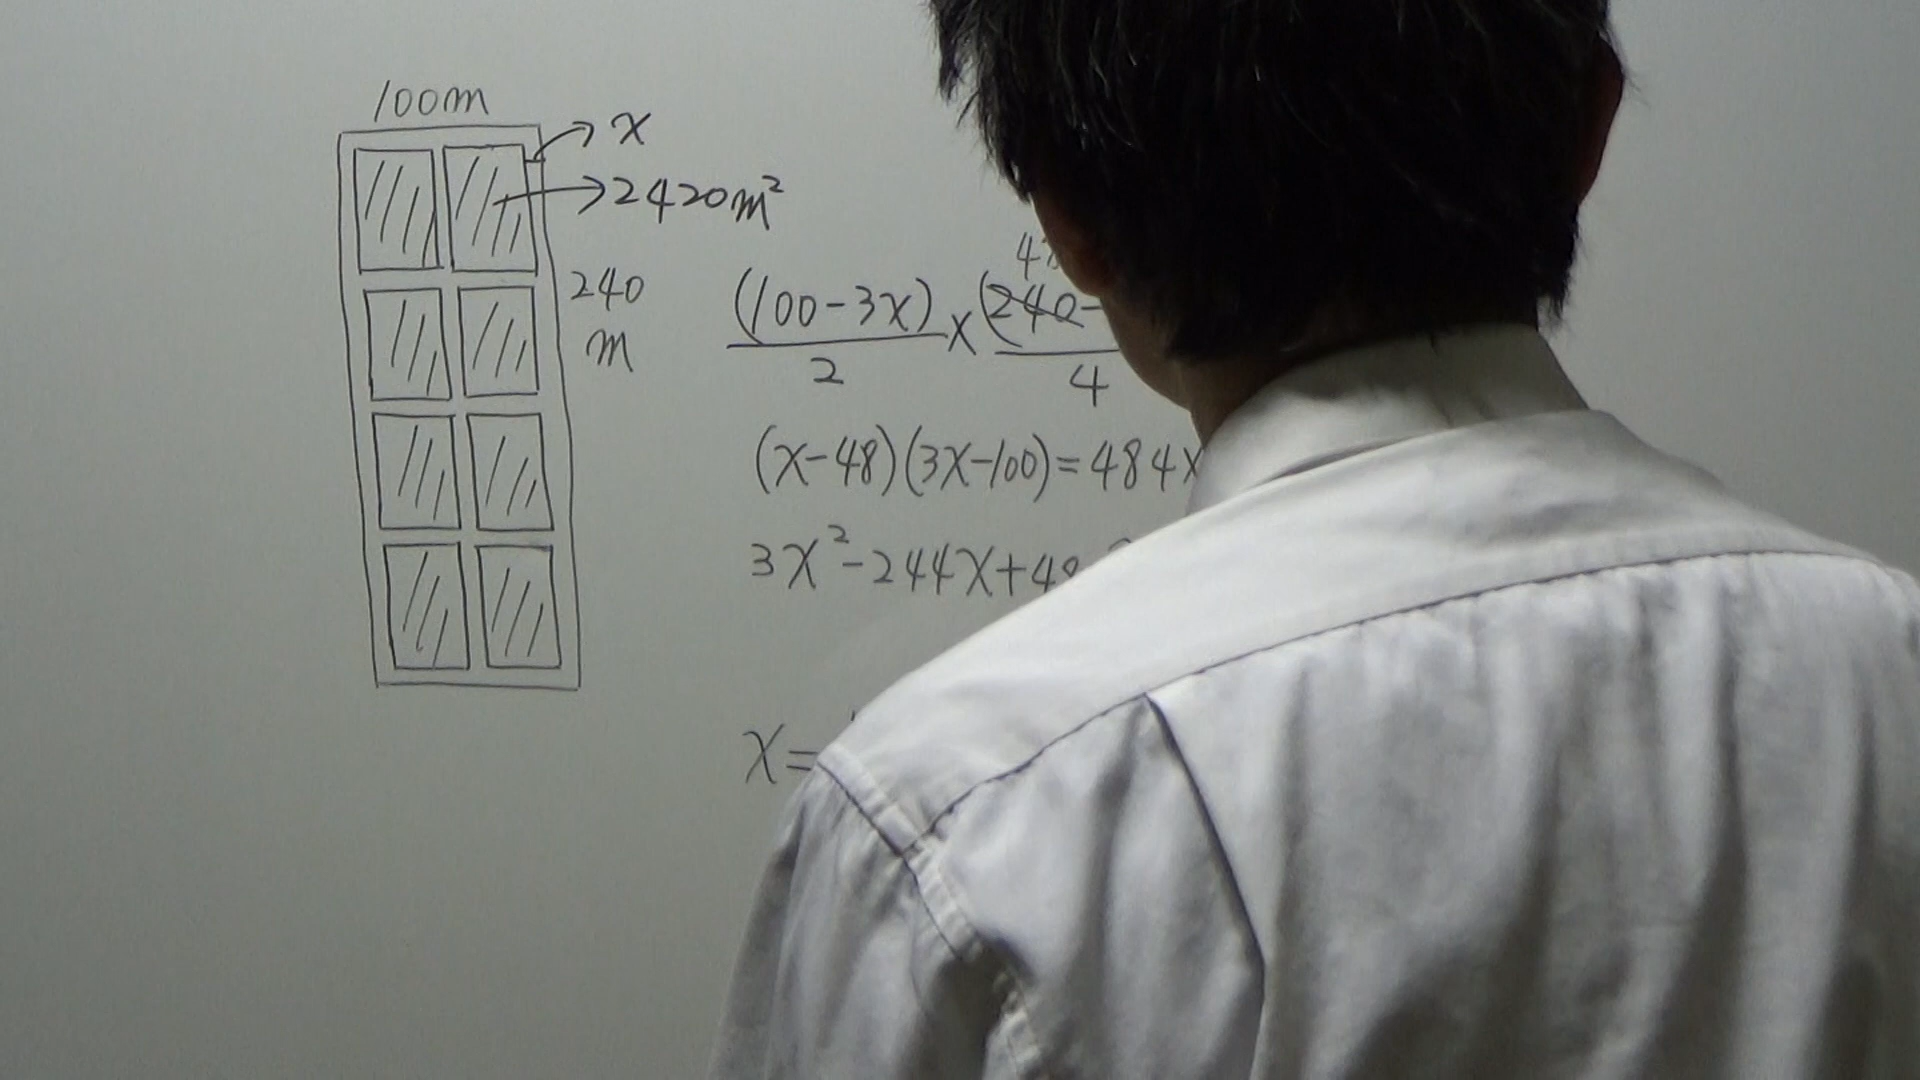 100m
x
2420m²
240
m
(100-3x)
2
x
(240-
4
(x-48)(3x-100)=484x
3x²-244x+48
x=